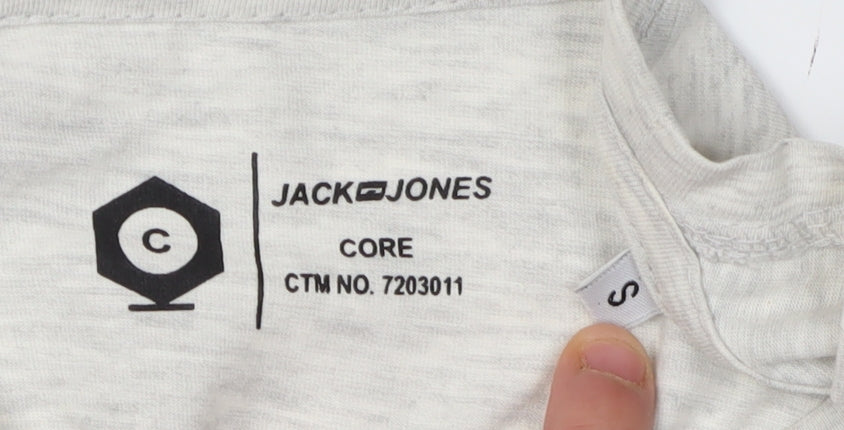 C
JACK JONES
CORE
CTM NO. 7203011
S